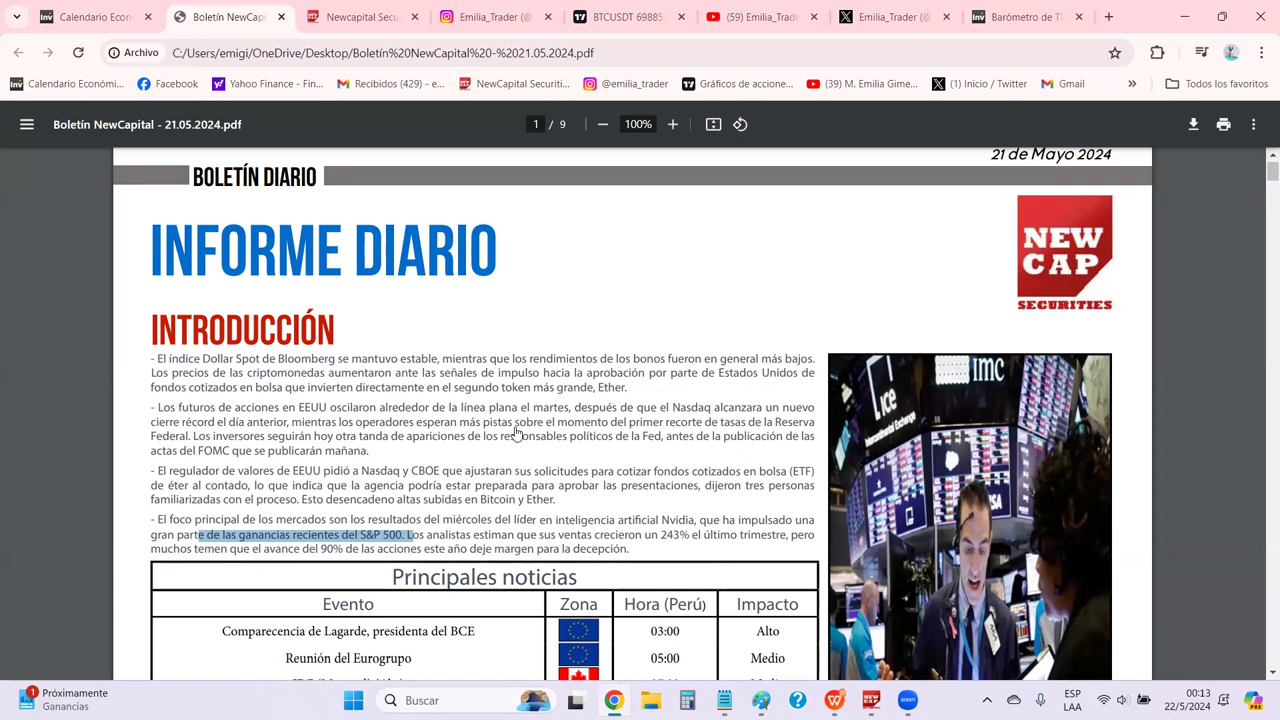 Calendario Econó
Boletín NewCapital
Newcapital Secu
Emilia_Trader (@
BTCUSDT 69885
(59) Emilia_Trad
Emilia_Trader (@
Barómetro de T
Archivo
C:/Users/emigi/OneDrive/Desktop/Boletín%20NewCapital%20-%2021.05.2024.pdf
Calendario Económi...
Facebook
Yahoo Finance - Fin...
Recibidos (429) - e...
NewCapital Securiti...
@emilia_trader
Gráficos de accione...
(39) M. Emilia Gime...
(1) Inicio / Twitter
Gmail
Todos los favoritos
Boletín NewCapital - 21.05.2024.pdf
1 / 9
100%
21 de Mayo 2024
BOLETÍN DIARIO
INFORME DIARIO
NEW
CAP
SECURITIES
INTRODUCCIÓN
- El índice Dollar Spot de Bloomberg se mantuvo estable, mientras que los rendimientos de los bonos fueron en general más bajos.
Los precios de las criptomonedas aumentaron ante las señales de impulso hacia la aprobación por parte de Estados Unidos de
fondos cotizados en bolsa que invierten directamente en el segundo token más grande, Ether.
- Los futuros de acciones en EEUU oscilaron alrededor de la línea plana el martes, después de que el Nasdaq alcanzara un nuevo
cierre récord el día anterior, mientras los operadores esperan más pistas sobre el momento del primer recorte de tasas de la Reserva
Federal. Los inversores seguirán hoy otra tanda de apariciones de los responsables políticos de la Fed, antes de la publicación de las
actas del FOMC que se publicarán mañana.
- El regulador de valores de EEUU pidió a Nasdaq y CBOE que ajustaran sus solicitudes para cotizar fondos cotizados en bolsa (ETF)
de éter al contado, lo que indica que la agencia podría estar preparada para aprobar las presentaciones, dijeron tres personas
familiarizadas con el proceso. Esto desencadeno altas subidas en Bitcoin y Ether.
- El foco principal de los mercados son los resultados del miércoles del líder en inteligencia artificial Nvidia, que ha impulsado una
gran parte de las ganancias recientes del S&P 500. Los analistas estiman que sus ventas crecieron un 243% el último trimestre, pero
muchos temen que el avance del 90% de las acciones este año deje margen para la decepción.
imc
ice
Principales noticias
Evento Zona Hora (Perú) Impacto
Comparecencia de Lagarde, presidenta del BCE 03:00 Alto
Reunión del Eurogrupo 05:00 Medio
Próximamente
Ganancias
Buscar
ESP
LAA
00:13
22/5/2024